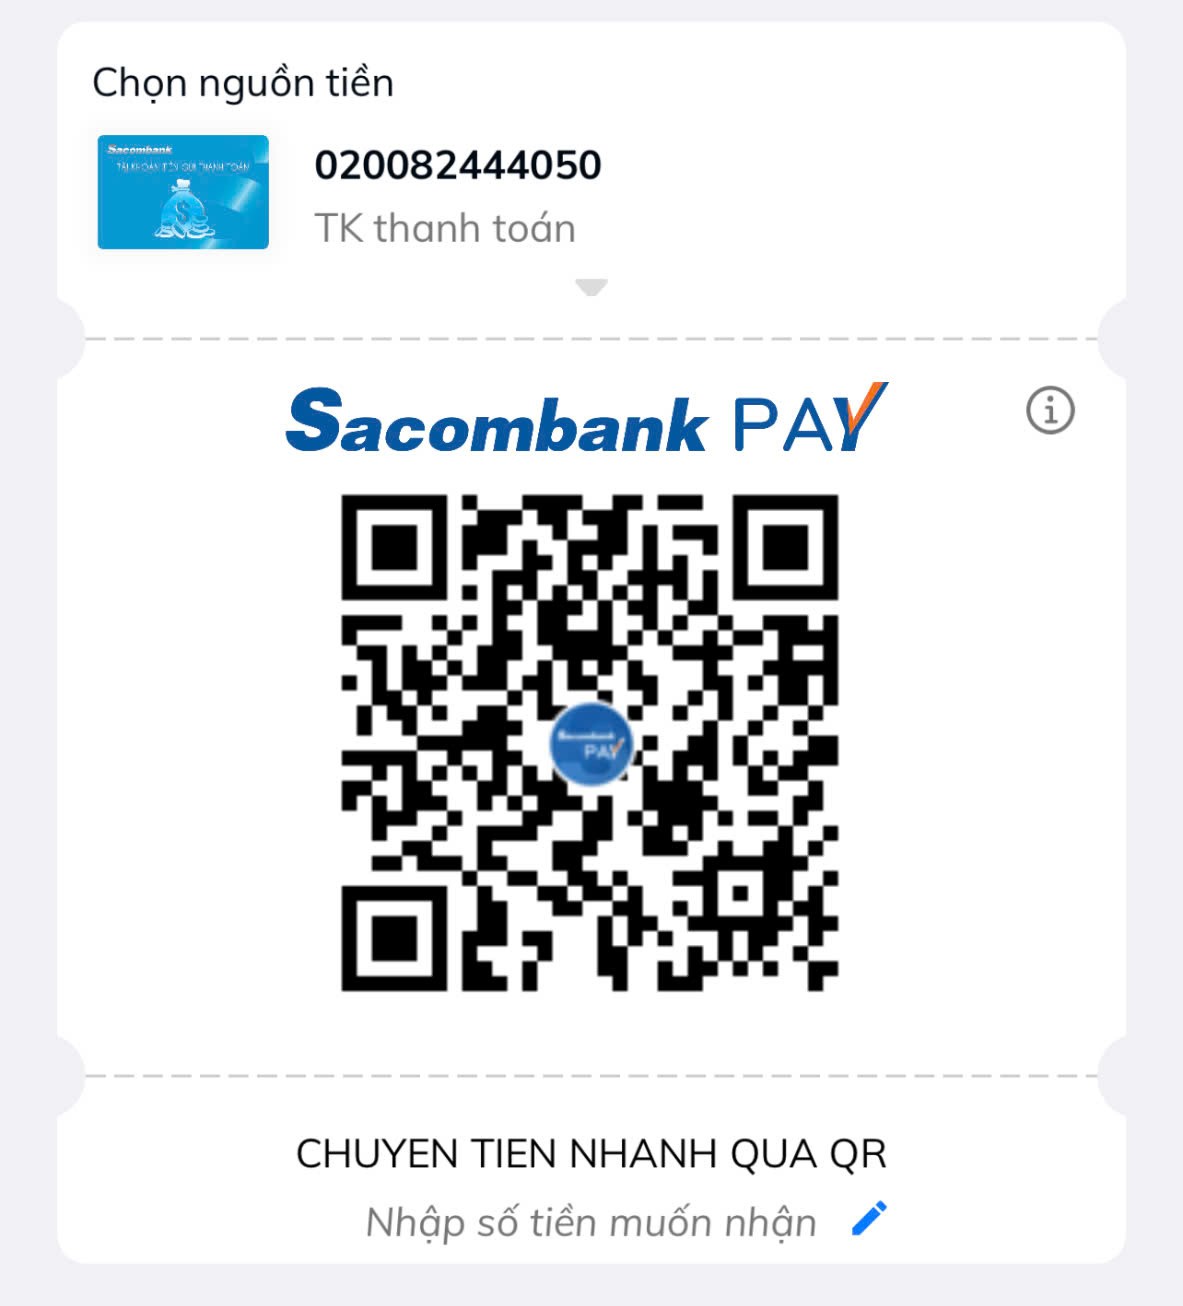 Chọn nguồn tiền
Sacombank
TÀI KHOẢN TIỀN GỬI THANH TOÁN
$
020082444050
TK thanh toán
Sacombank PAY
i
Sacombank
PAY
CHUYEN TIEN NHANH QUA QR
Nhập số tiền muốn nhận